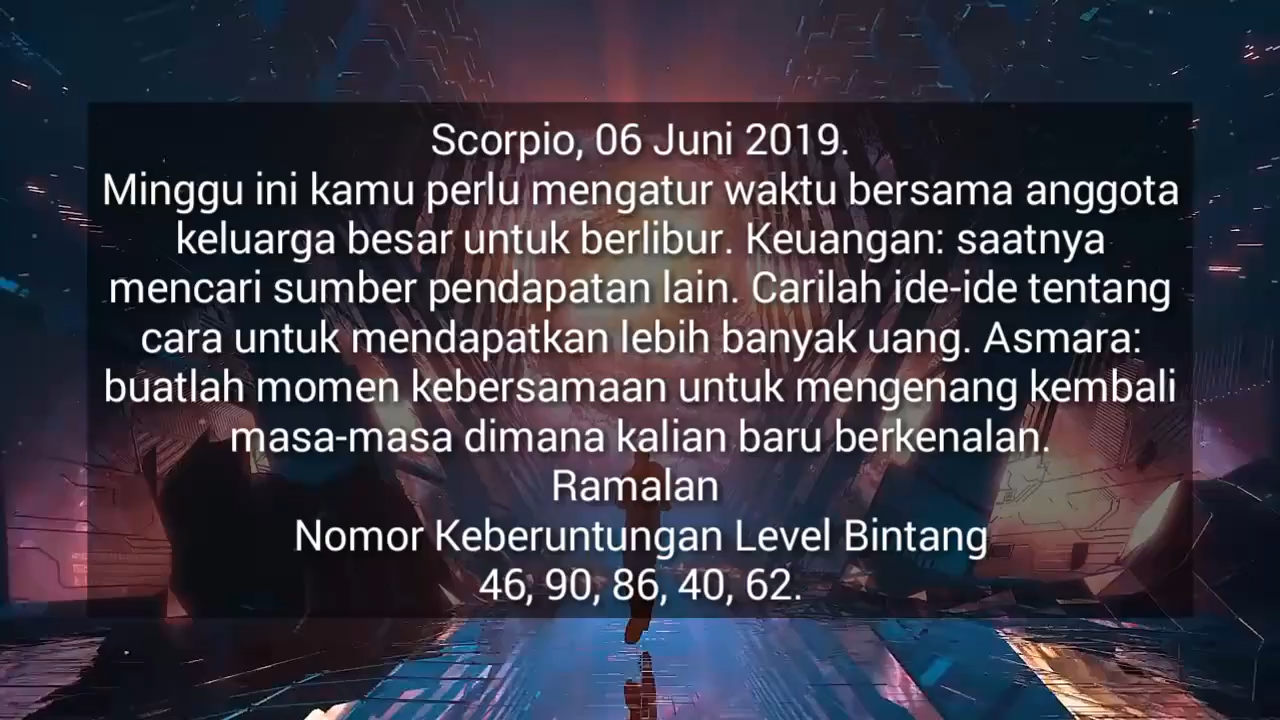 Scorpio, 06 Juni 2019.
Minggu ini kamu perlu mengatur waktu bersama anggota
keluarga besar untuk berlibur. Keuangan: saatnya
mencari sumber pendapatan lain. Carilah ide-ide tentang
cara untuk mendapatkan lebih banyak uang. Asmara:
buatlah momen kebersamaan untuk mengenang kembali
masa-masa dimana kalian baru berkenalan.
Ramalan
Nomor Keberuntungan Level Bintang
46, 90, 86, 40, 62.